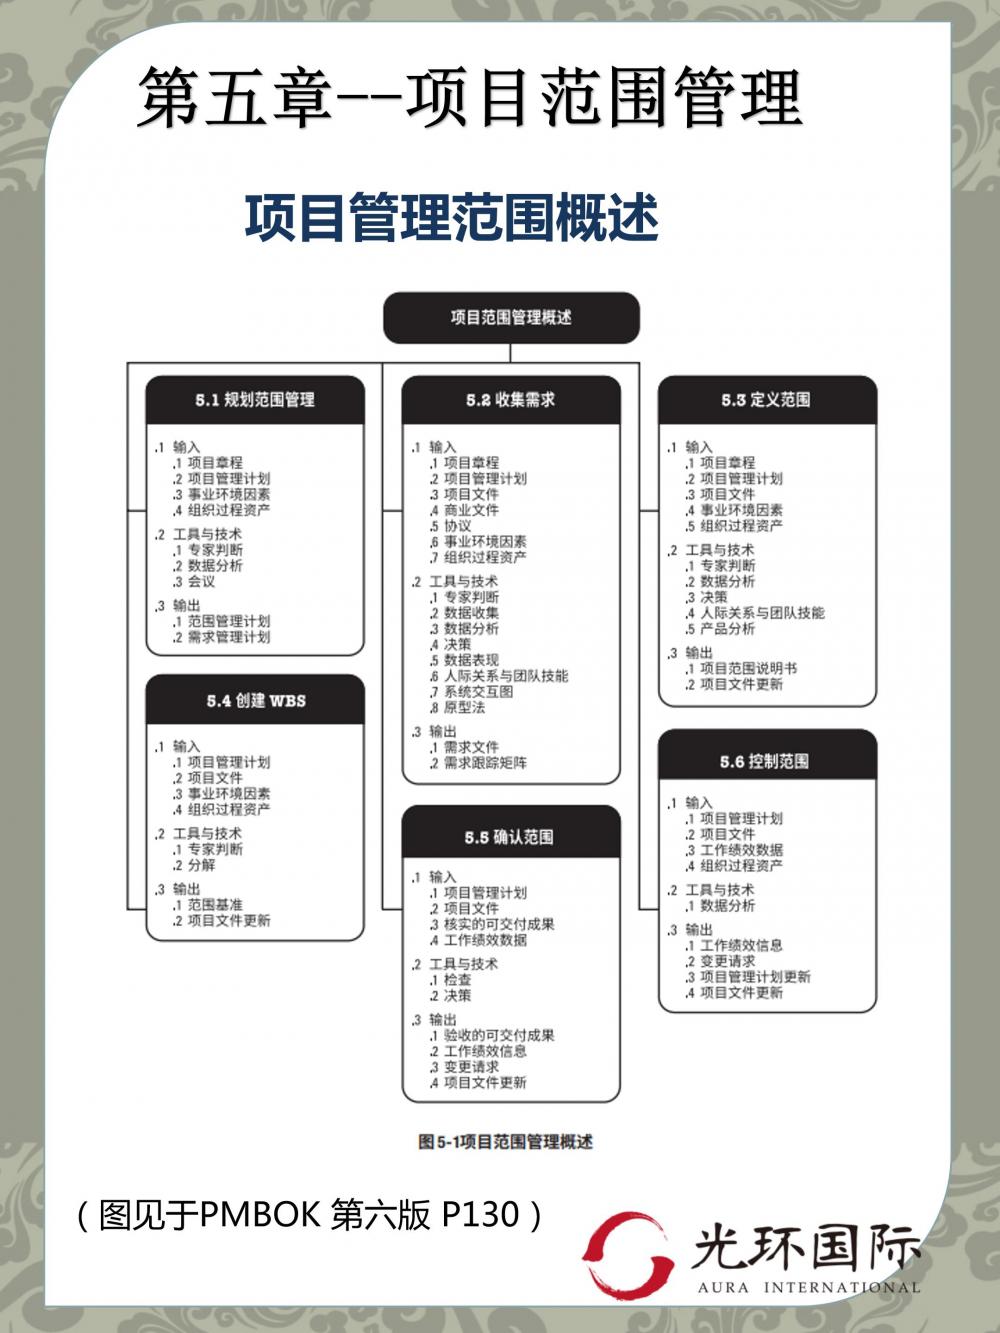 第五章--项目范围管理
项目管理范围概述
项目范围管理概述
5.1 规划范围管理
.1 输入
.1 项目章程
.2 项目管理计划
.3 事业环境因素
.4 组织过程资产
.2 工具与技术
.1 专家判断
.2 数据分析
.3 会议
.3 输出
.1 范围管理计划
.2 需求管理计划
5.2 收集需求
.1 输入
.1 项目章程
.2 项目管理计划
.3 项目文件
.4 商业文件
.5 协议
.6 事业环境因素
.7 组织过程资产
.2 工具与技术
.1 专家判断
.2 数据收集
.3 数据分析
.4 决策
.5 数据表现
.6 人际关系与团队技能
.7 系统交互图
.8 原型法
.3 输出
.1 需求文件
.2 需求跟踪矩阵
5.3 定义范围
.1 输入
.1 项目章程
.2 项目管理计划
.3 项目文件
.4 事业环境因素
.5 组织过程资产
.2 工具与技术
.1 专家判断
.2 数据分析
.3 决策
.4 人际关系与团队技能
.5 产品分析
.3 输出
.1 项目范围说明书
.2 项目文件更新
5.4 创建 WBS
.1 输入
.1 项目管理计划
.2 项目文件
.3 事业环境因素
.4 组织过程资产
.2 工具与技术
.1 专家判断
.2 分解
.3 输出
.1 范围基准
.2 项目文件更新
5.5 确认范围
.1 输入
.1 项目管理计划
.2 项目文件
.3 核实的可交付成果
.4 工作绩效数据
.2 工具与技术
.1 检查
.2 决策
.3 输出
.1 验收的可交付成果
.2 工作绩效信息
.3 变更请求
.4 项目文件更新
5.6 控制范围
.1 输入
.1 项目管理计划
.2 项目文件
.3 工作绩效数据
.4 组织过程资产
.2 工具与技术
.1 数据分析
.3 输出
.1 工作绩效信息
.2 变更请求
.3 项目管理计划更新
.4 项目文件更新
图5-1项目范围管理概述
（图见于PMBOK 第六版 P130）
光环国际
AURA INTERNATIONAL